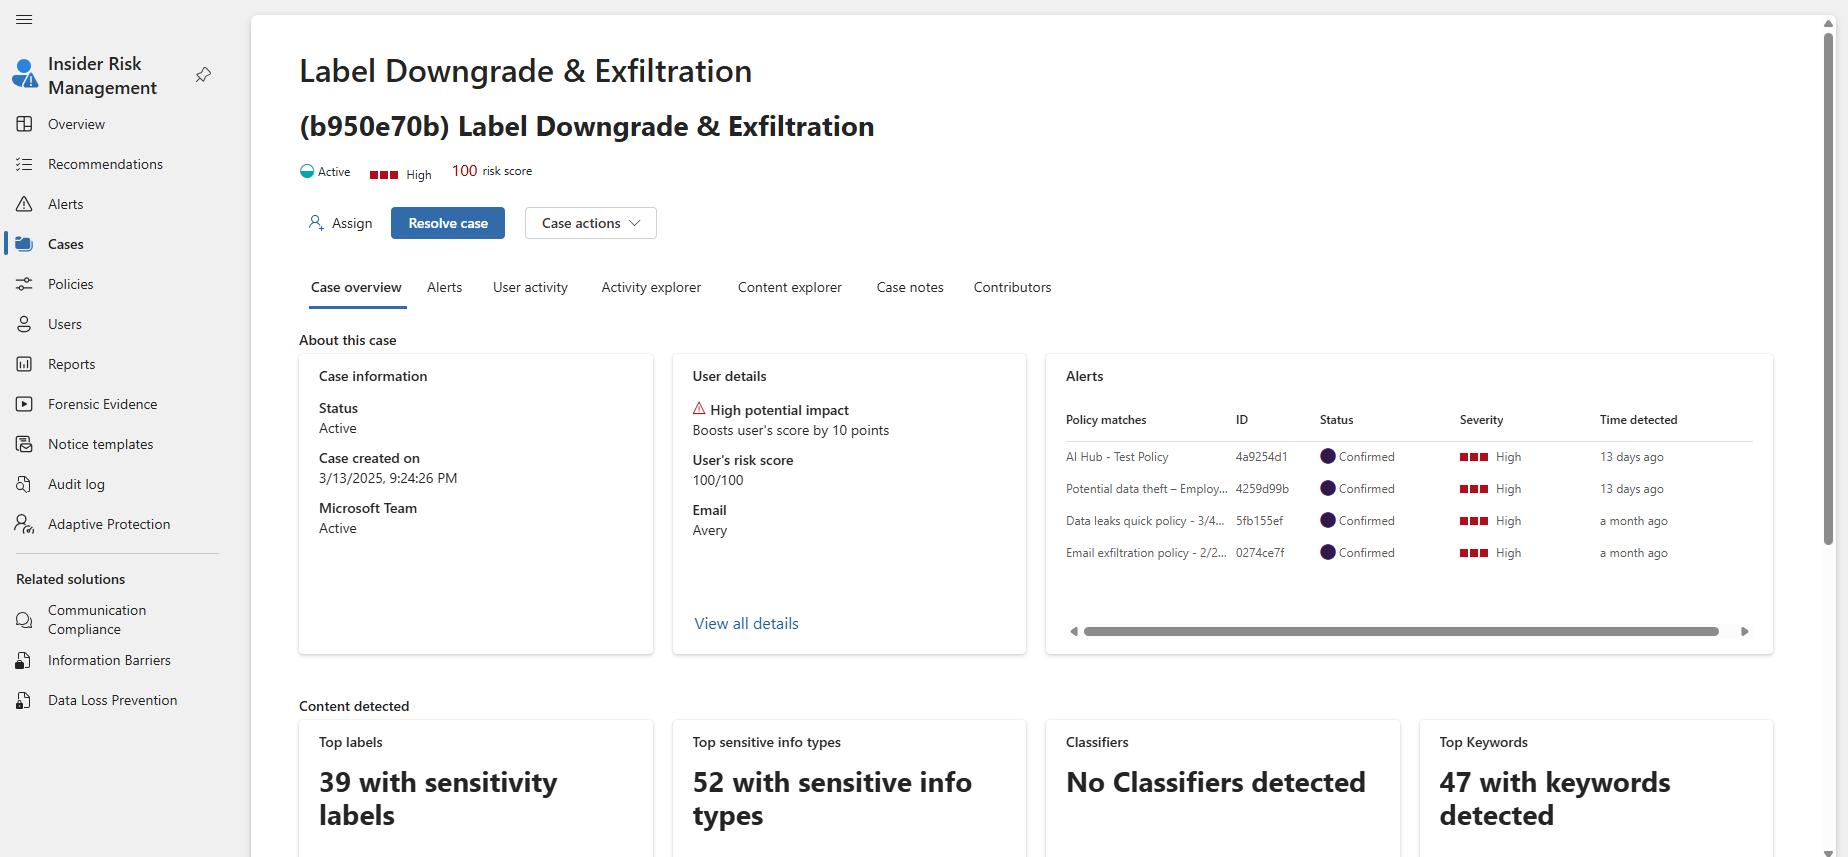 Insider Risk
Management
Overview
Recommendations
Alerts
Cases
Policies
Users
Reports
Forensic Evidence
Notice templates
Audit log
Adaptive Protection
Related solutions
Communication
Compliance
Information Barriers
Data Loss Prevention
Label Downgrade & Exfiltration
(b950e70b) Label Downgrade & Exfiltration
Active High 100 risk score
Assign Resolve case Case actions
Case overview Alerts User activity Activity explorer Content explorer Case notes Contributors
About this case
Case information
Status
Active
Case created on
3/13/2025, 9:24:26 PM
Microsoft Team
Active
User details
High potential impact
Boosts user's score by 10 points
User's risk score
100/100
Email
Avery
View all details
Alerts
Policy matches ID Status Severity Time detected
AI Hub - Test Policy 4a9254d1 Confirmed High 13 days ago
Potential data theft – Employ... 4259d99b Confirmed High 13 days ago
Data leaks quick policy - 3/4... 5fb155ef Confirmed High a month ago
Email exfiltration policy - 2/2... 0274ce7f Confirmed High a month ago
Content detected
Top labels
39 with sensitivity
labels
Top sensitive info types
52 with sensitive info
types
Classifiers
No Classifiers detected
Top Keywords
47 with keywords
detected